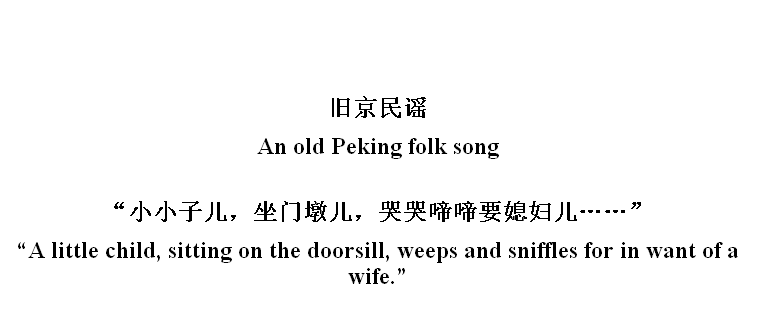 旧京民谣
An old Peking folk song
“小小子儿，坐门墩儿，哭哭啼啼要媳妇儿……”
“A little child, sitting on the doorsill, weeps and sniffles for in want of a
wife.”